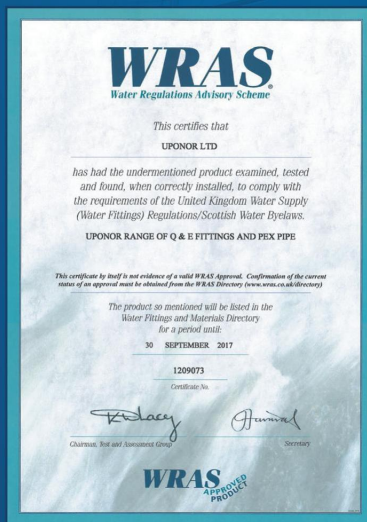 WRAS
Water Regulations Advisory Scheme
This certifies that
UPONOR LTD
has had the undermentioned product examined, tested
and found, when correctly installed, to comply with
the requirements of the United Kingdom Water Supply
(Water Fittings) Regulations/Scottish Water Byelaws.
UPONOR RANGE OF Q & E FITTINGS AND PEX PIPE
This certificate by itself is not evidence of a valid WRAS Approval. Confirmation of the current
status of an approval must be obtained from the WRAS Directory (www.wras.co.uk/directory)
The product so mentioned will be listed in the
Water Fittings and Materials Directory
for a period until:
30 SEPTEMBER 2017
1209073
Certificate No.
Chairman, Test and Assessment Group
Secretary
WRAS
APPROVED
PRODUCT